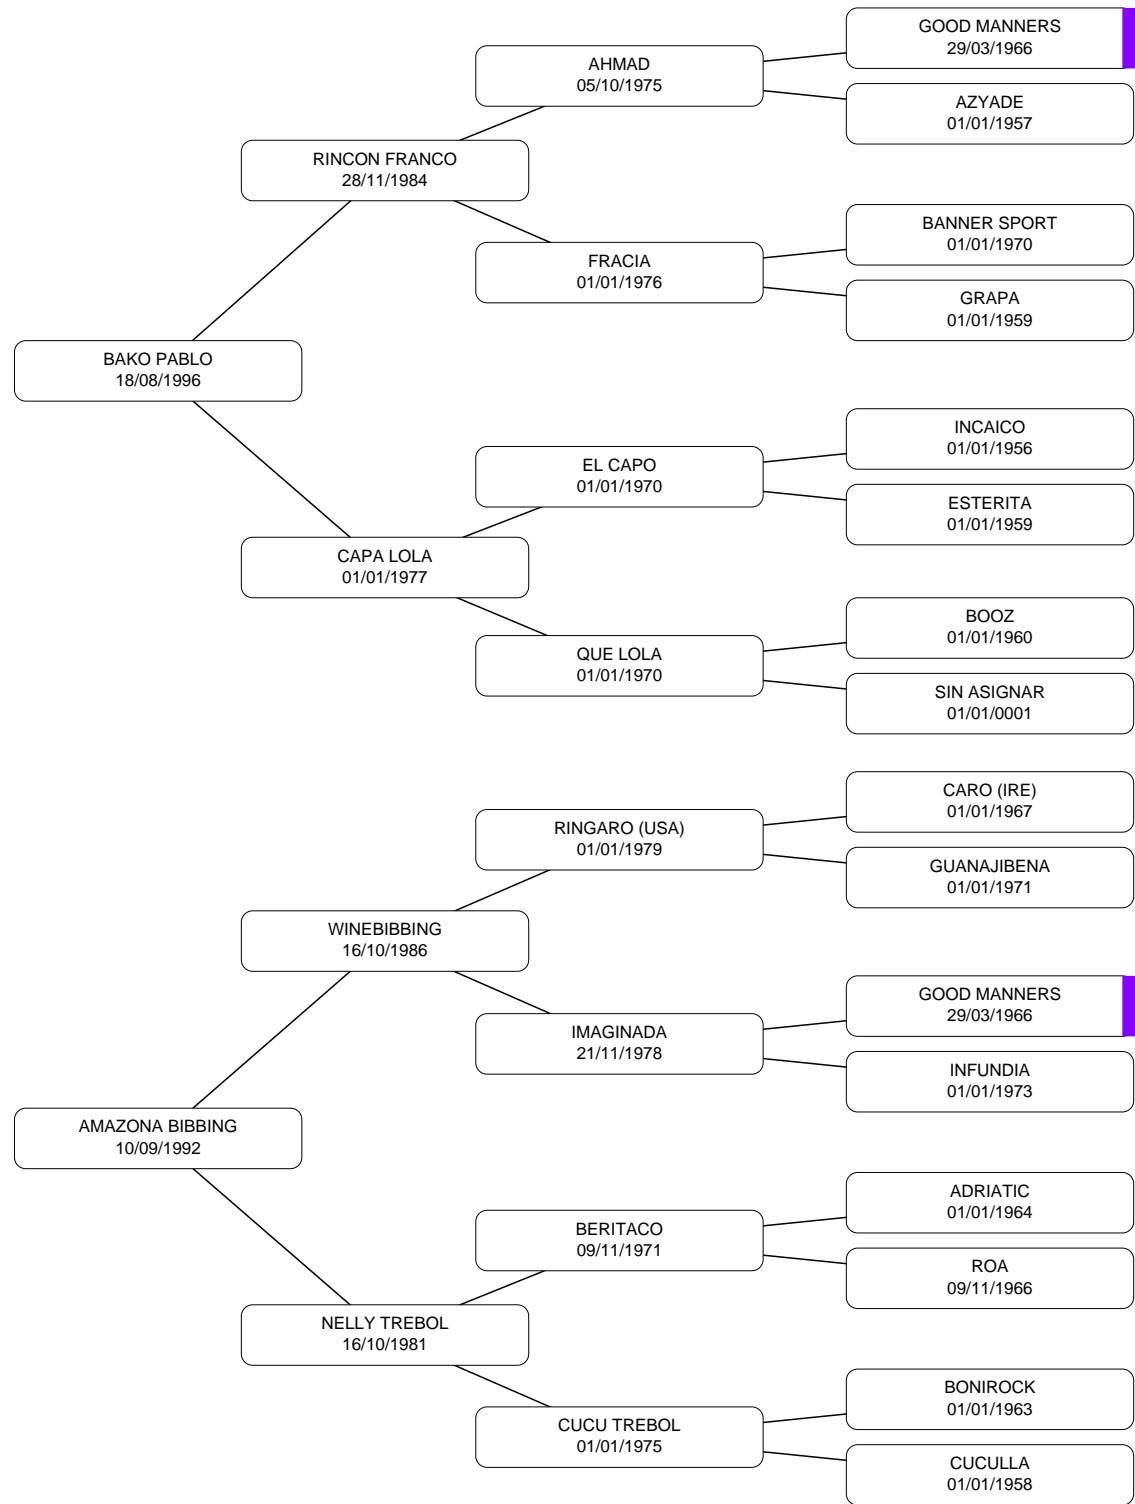 GOOD MANNERS
29/03/1966
AHMAD
05/10/1975
AZYADE
01/01/1957
RINCON FRANCO
28/11/1984
BANNER SPORT
01/01/1970
FRACIA
01/01/1976
GRAPA
01/01/1959
BAKO PABLO
18/08/1996
INCAICO
01/01/1956
EL CAPO
01/01/1970
ESTERITA
01/01/1959
CAPA LOLA
01/01/1977
BOOZ
01/01/1960
QUE LOLA
01/01/1970
SIN ASIGNAR
01/01/0001
CARO (IRE)
01/01/1967
RINGARO (USA)
01/01/1979
GUANAJIBENA
01/01/1971
WINEBIBBING
16/10/1986
GOOD MANNERS
29/03/1966
IMAGINADA
21/11/1978
INFUNDIA
01/01/1973
AMAZONA BIBBING
10/09/1992
ADRIATIC
01/01/1964
BERITACO
09/11/1971
ROA
09/11/1966
NELLY TREBOL
16/10/1981
BONIROCK
01/01/1963
CUCU TREBOL
01/01/1975
CUCULLA
01/01/1958